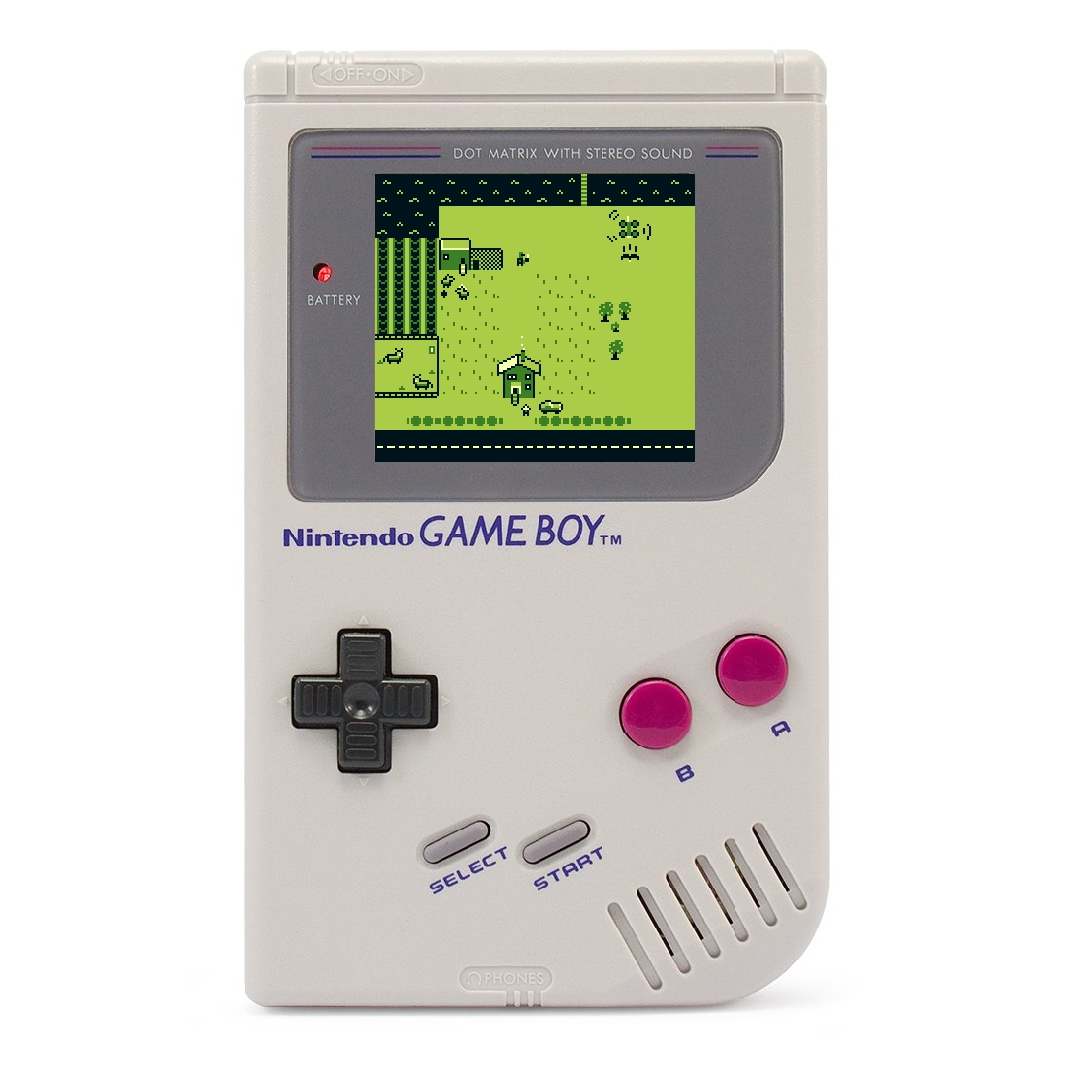 OFF•ON
DOT MATRIX WITH STEREO SOUND
BATTERY
Nintendo GAME BOY™
A
B
SELECT
START
PHONES